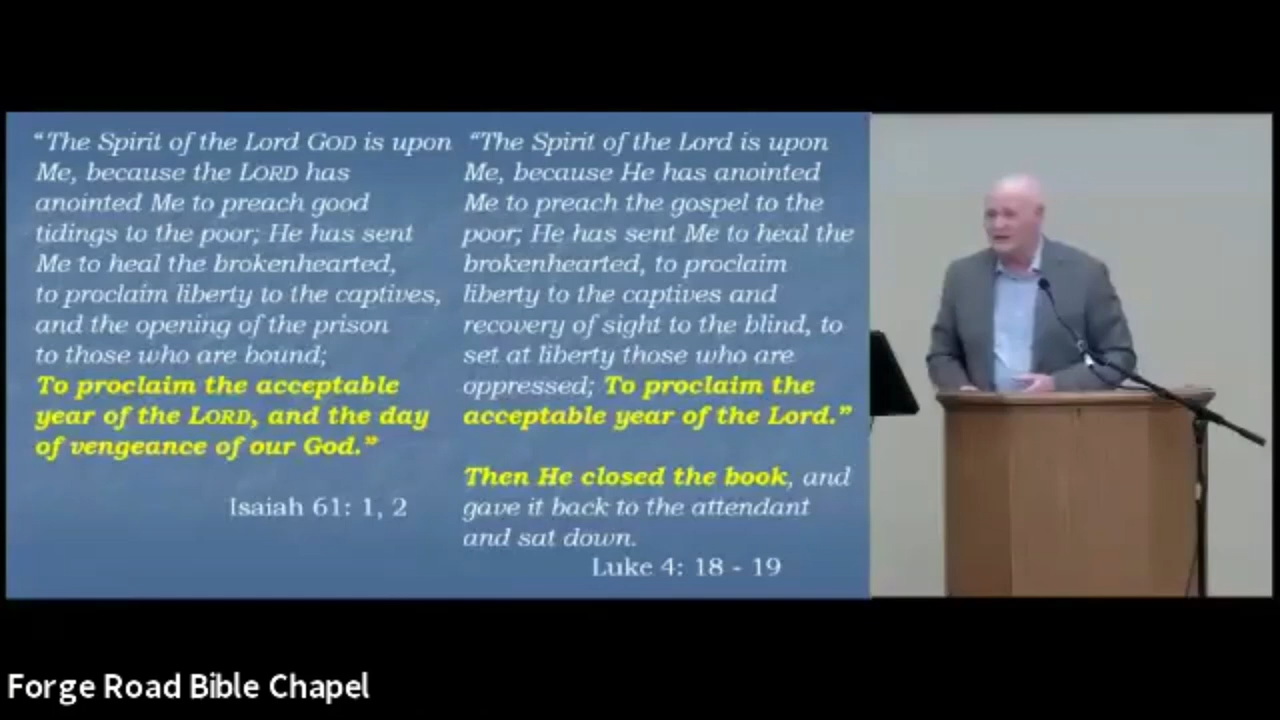 “The Spirit of the Lord GOD is upon
Me, because the LORD has
anointed Me to preach good
tidings to the poor; He has sent
Me to heal the brokenhearted,
to proclaim liberty to the captives,
and the opening of the prison
to those who are bound;
To proclaim the acceptable
year of the LORD, and the day
of vengeance of our God.”
Isaiah 61: 1, 2
“The Spirit of the Lord is upon
Me, because He has anointed
Me to preach the gospel to the
poor; He has sent Me to heal the
brokenhearted, to proclaim
liberty to the captives and
recovery of sight to the blind, to
set at liberty those who are
oppressed; To proclaim the
acceptable year of the Lord.”
Then He closed the book, and
gave it back to the attendant
and sat down.
Luke 4: 18 - 19
Forge Road Bible Chapel